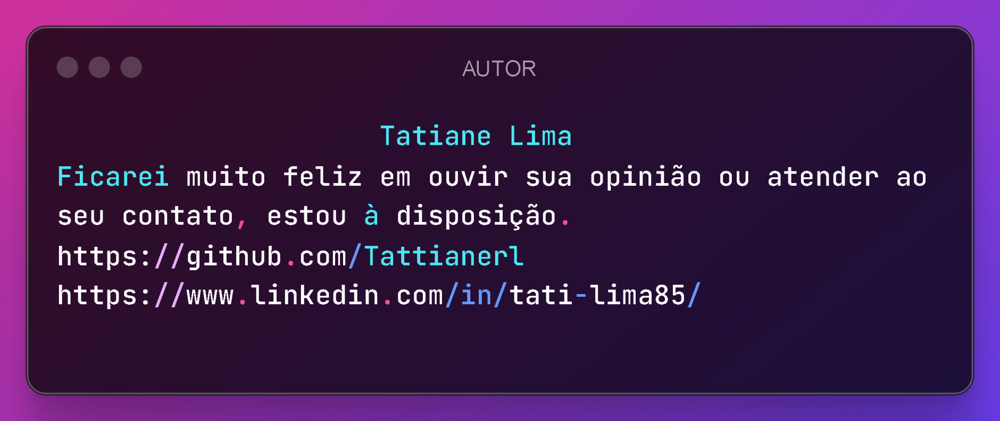 AUTOR
Tatiane Lima
Ficarei muito feliz em ouvir sua opinião ou atender ao
seu contato, estou à disposição.
https://github.com/Tattianerl
https://www.linkedin.com/in/tati-lima85/